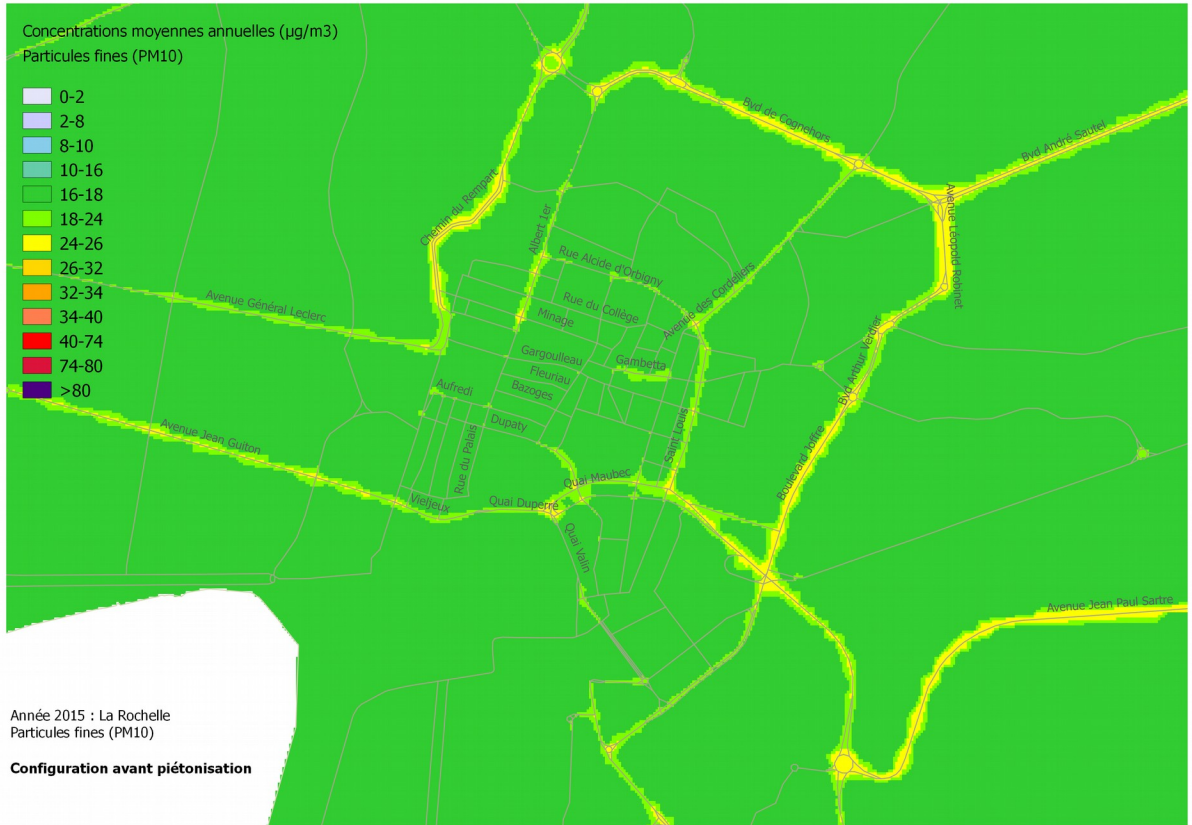 Concentrations moyennes annuelles (µg/m3)
Particules fines (PM10)
0-2
2-8
8-10
10-16
16-18
18-24
24-26
26-32
32-34
34-40
40-74
74-80
>80
Bvd de Cognehors
Bvd André Sautel
Chemin du Rempart
Albert 1er
Avenue Léopold Robinet
Rue Alcide d'Orbigny
Avenue des Cordeliers
Avenue Général Leclerc
Rue du Collège
Minage
Gargoulleau
Gambetta
Fleuriau
Bazoges
Aufredi
Dupaty
Bvd Arthur Verdier
Avenue Jean Guiton
Rue du Palais
Saint Louis
Boulevard Joffre
Quai Maubec
Vieljeux
Quai Duperré
Quai Valin
Avenue Jean Paul Sartre
Année 2015 : La Rochelle
Particules fines (PM10)
Configuration avant piétonisation